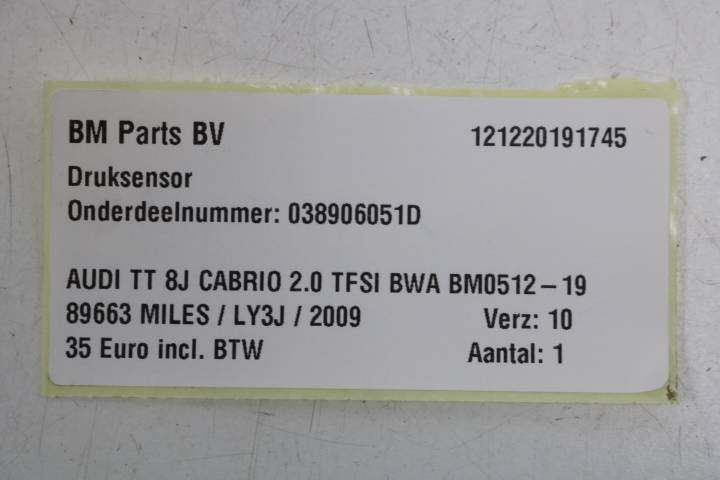 BM Parts BV 121220191745
Druksensor
Onderdeelnummer: 038906051D
AUDI TT 8J CABRIO 2.0 TFSI BWA BM0512-19
89663 MILES / LY3J / 2009 Verz: 10
35 Euro incl. BTW Aantal: 1